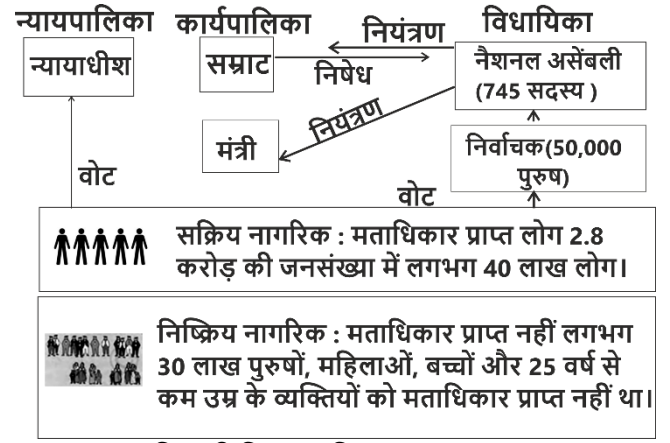 न्यायपालिका कार्यपालिका विधायिका
न्यायाधीश
सम्राट
नियंत्रण
निषेध
नैशनल असेंबली
(745 सदस्य )
नियंत्रण
मंत्री
निर्वाचक(50,000
पुरुष)
वोट
वोट
सक्रिय नागरिक : मताधिकार प्राप्त लोग 2.8
करोड़ की जनसंख्या में लगभग 40 लाख लोग।
निष्क्रिय नागरिक : मताधिकार प्राप्त नहीं लगभग
30 लाख पुरुषों, महिलाओं, बच्चों और 25 वर्ष से
कम उम्र के व्यक्तियों को मताधिकार प्राप्त नहीं था।